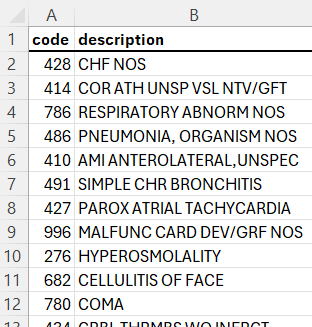 A B
1 code description
2 428 CHF NOS
3 414 COR ATH UNSP VSL NTV/GFT
4 786 RESPIRATORY ABNORM NOS
5 486 PNEUMONIA, ORGANISM NOS
6 410 AMI ANTEROLATERAL,UNSPEC
7 491 SIMPLE CHR BRONCHITIS
8 427 PAROX ATRIAL TACHYCARDIA
9 996 MALFUNC CARD DEV/GRF NOS
10 276 HYPEROSMOLALITY
11 682 CELLULITIS OF FACE
12 780 COMA